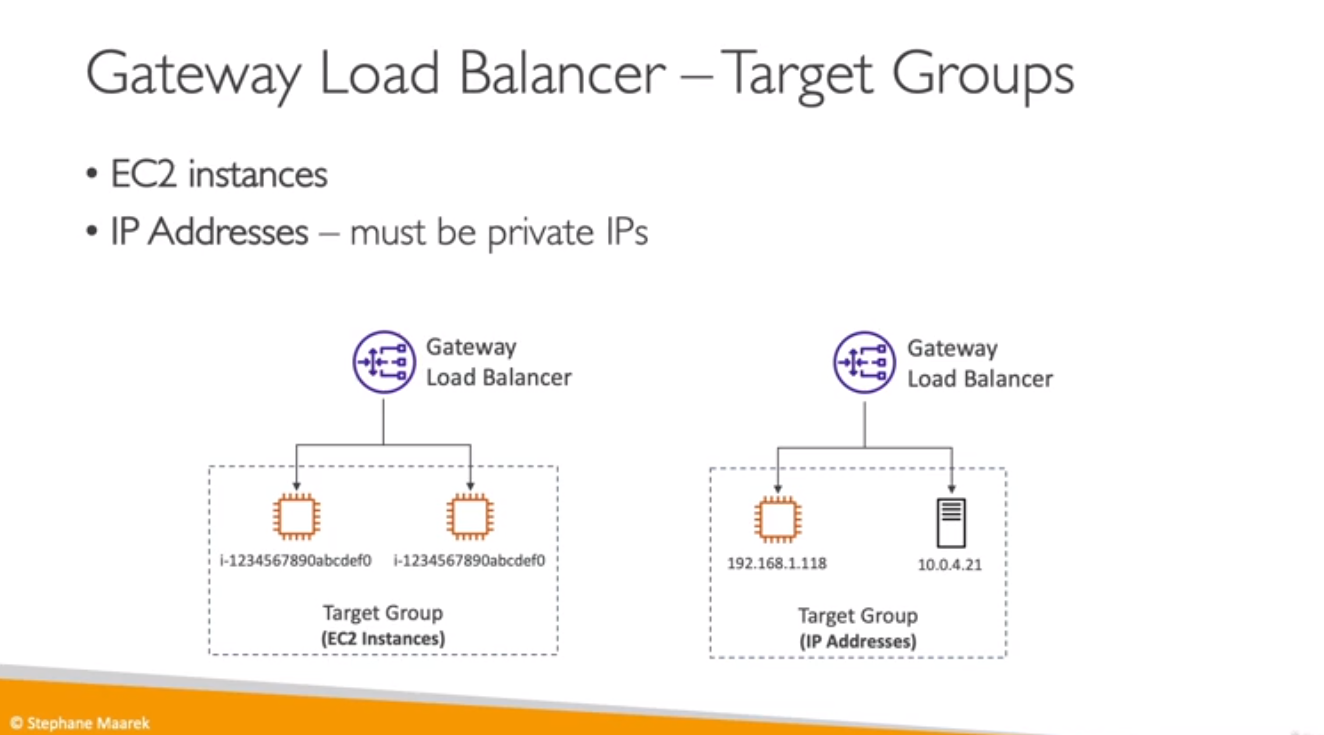 Gateway Load Balancer – Target Groups
• EC2 instances
• IP Addresses – must be private IPs
Gateway
Load Balancer
i-1234567890abcdef0
i-1234567890abcdef0
Target Group
(EC2 Instances)
Gateway
Load Balancer
192.168.1.118
10.0.4.21
Target Group
(IP Addresses)
© Stephane Maarek